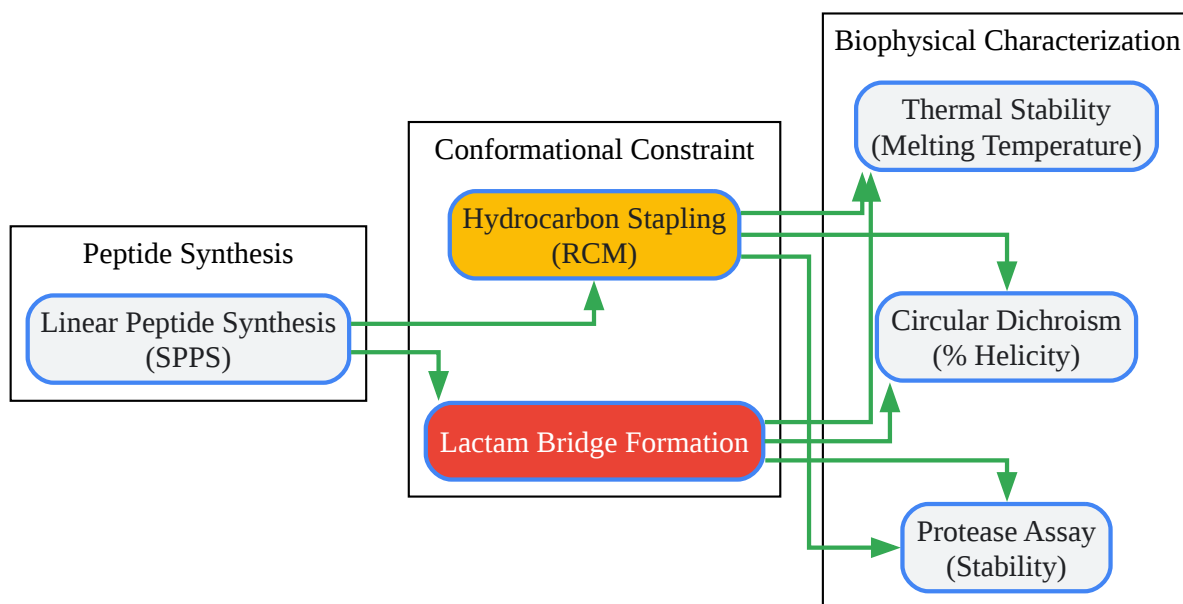 Peptide Synthesis
Linear Peptide Synthesis
(SPPS)
Conformational Constraint
Hydrocarbon Stapling
(RCM)
Lactam Bridge Formation
Biophysical Characterization
Thermal Stability
(Melting Temperature)
Circular Dichroism
(% Helicity)
Protease Assay
(Stability)